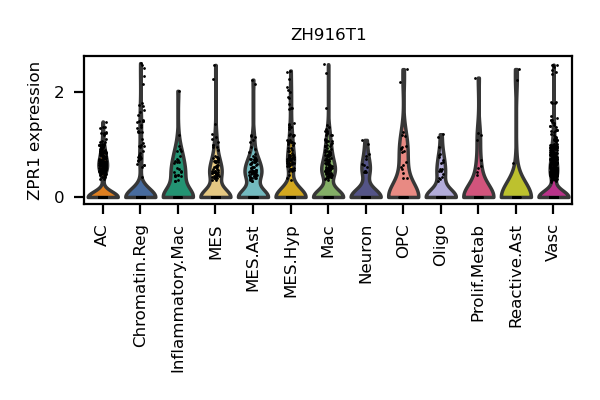 ZH916T1
ZPR1 expression
2
0
AC
Chromatin.Reg
Inflammatory.Mac
MES
MES.Ast
MES.Hyp
Mac
Neuron
OPC
Oligo
Prolif.Metab
Reactive.Ast
Vasc